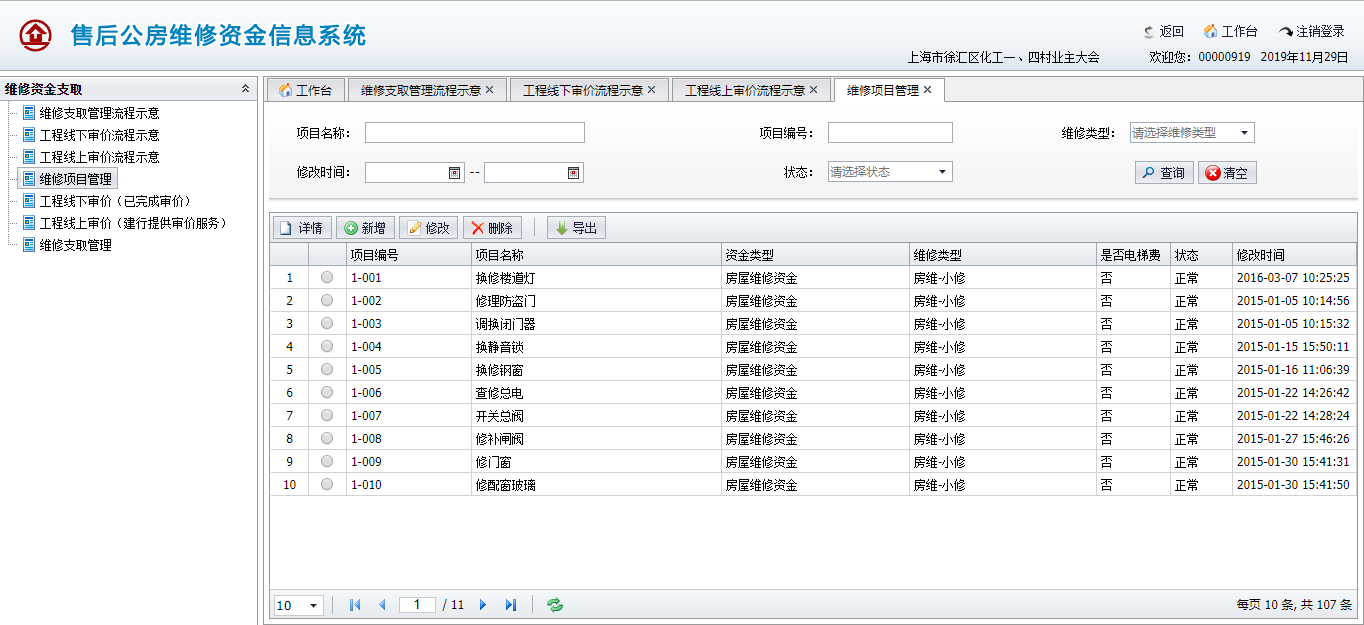 售后公房维修资金信息系统
返回 工作台 注销登录
上海市徐汇区化工一、四村业主大会 欢迎您: 00000919 2019年11月29日
维修资金支取
维修支取管理流程示意
工程线下审价流程示意
工程线上审价流程示意
维修项目管理
工程线下审价（已完成审价）
工程线上审价（建行提供审价服务）
维修支取管理
工作台 维修支取管理流程示意 × 工程线下审价流程示意 × 工程线上审价流程示意 × 维修项目管理 ×
项目名称: 项目编号: 维修类型: 请选择维修类型
修改时间: -- 状态: 请选择状态 查询 清空
详情 新增 修改 删除 导出
项目编号 项目名称 资金类型 维修类型 是否电梯费 状态 修改时间
1 1-001 换修楼道灯 房屋维修资金 房维-小修 否 正常 2016-03-07 10:25:25
2 1-002 修理防盗门 房屋维修资金 房维-小修 否 正常 2015-01-05 10:14:56
3 1-003 调换闭门器 房屋维修资金 房维-小修 否 正常 2015-01-05 10:15:32
4 1-004 换静音锁 房屋维修资金 房维-小修 否 正常 2015-01-15 15:50:11
5 1-005 换修钢窗 房屋维修资金 房维-小修 否 正常 2015-01-16 11:06:39
6 1-006 查修总电 房屋维修资金 房维-小修 否 正常 2015-01-22 14:26:42
7 1-007 开关总阀 房屋维修资金 房维-小修 否 正常 2015-01-22 14:28:24
8 1-008 修补闸阀 房屋维修资金 房维-小修 否 正常 2015-01-27 15:46:26
9 1-009 修门窗 房屋维修资金 房维-小修 否 正常 2015-01-30 15:41:31
10 1-010 修配窗玻璃 房屋维修资金 房维-小修 否 正常 2015-01-30 15:41:50
10 1 / 11 每页 10 条, 共 107 条